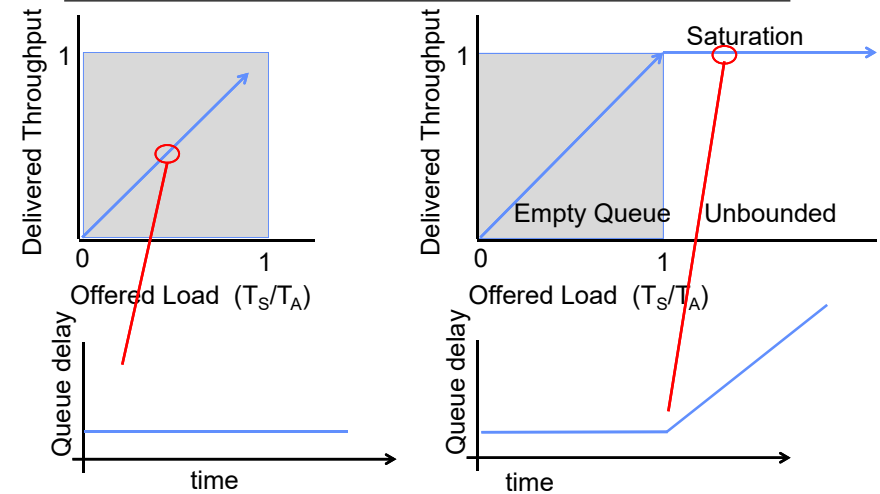 Delivered Throughput
1
0
1
Offered Load (TS/TA)
Queue delay
time
Delivered Throughput
1
Saturation
Empty Queue
Unbounded
0
1
Offered Load (TS/TA)
Queue delay
time